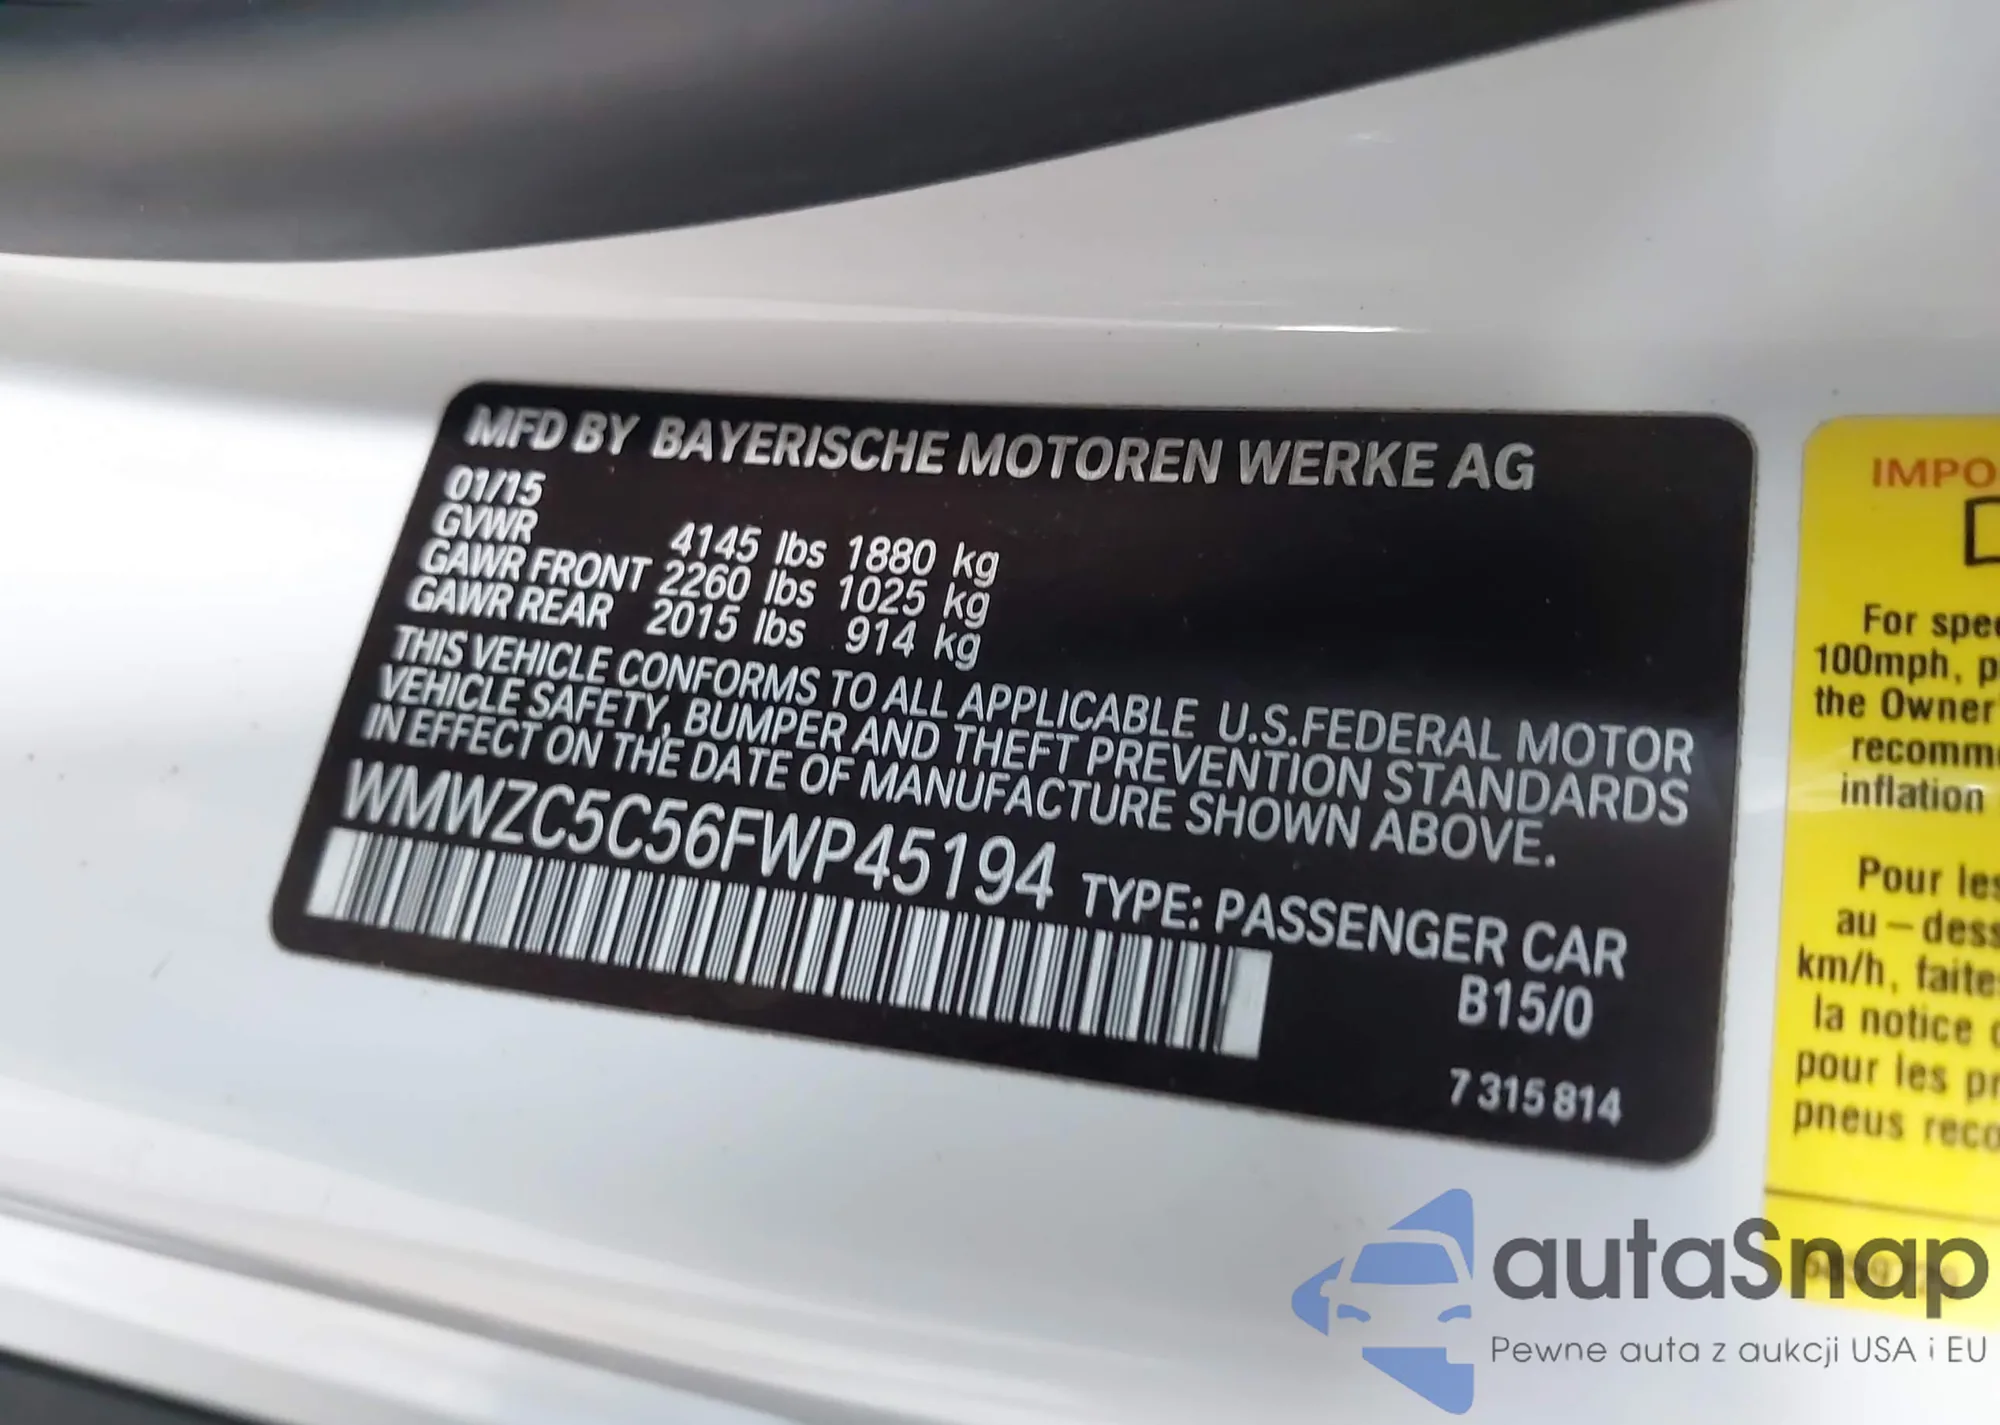 MFD BY BAYERISCHE MOTOREN WERKE AG
01/15
GVWR 4145 lbs 1880 kg
GAWR FRONT 2260 lbs 1025 kg
GAWR REAR 2015 lbs 914 kg
THIS VEHICLE CONFORMS TO ALL APPLICABLE U.S.FEDERAL MOTOR
VEHICLE SAFETY, BUMPER AND THEFT PREVENTION STANDARDS
IN EFFECT ON THE DATE OF MANUFACTURE SHOWN ABOVE.
WMWZC5C56FWP45194 TYPE: PASSENGER CAR
B15/0
7 315 814
IMPO
For spee
100mph, p
the Owner'
recomme
inflation
Pour les
au-dess
km/h, faite
la notice
pour les pr
pneus reco
autaSnap
Pewne auta z aukcji USA i EU